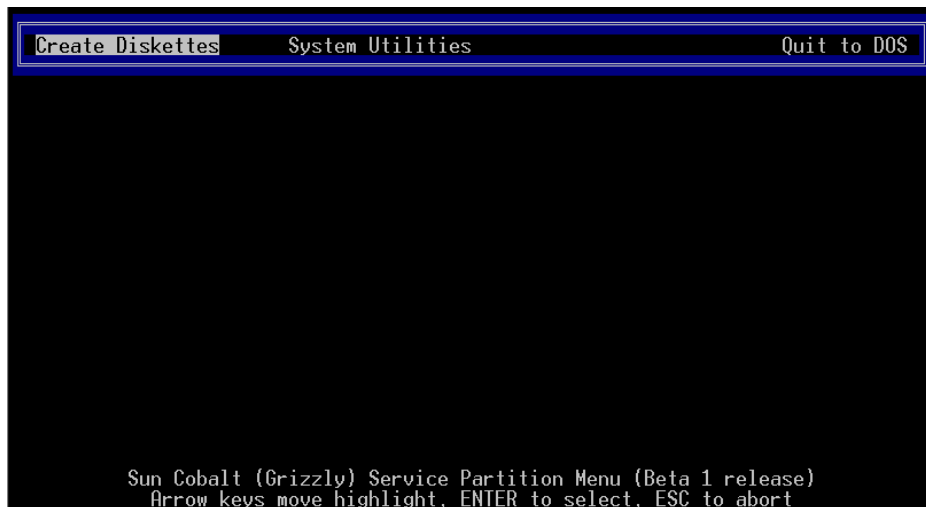 Create Diskettes System Utilities Quit to DOS
Sun Cobalt (Grizzly) Service Partition Menu (Beta 1 release)
Arrow keys move highlight, ENTER to select, ESC to abort